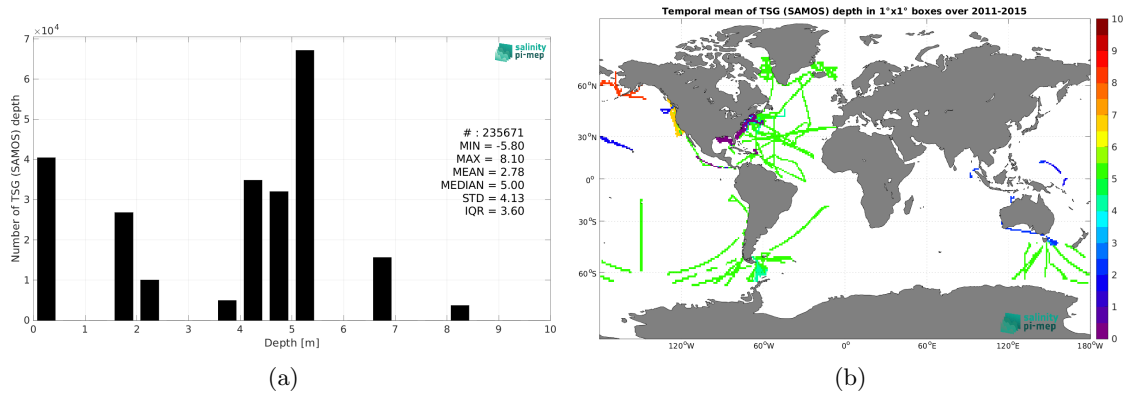 ×10⁴
7
6
5
4
3
2
1
0
Number of TSG (SAMOS) depth
salinity
pi-mep
# : 235671
MIN = -5.80
MAX = 8.10
MEAN = 2.78
MEDIAN = 5.00
STD = 4.13
IQR = 3.60
0 1 2 3 4 5 6 7 8 9 10
Depth [m]
(a)
Temporal mean of TSG (SAMOS) depth in 1°x1° boxes over 2011-2015
60°N
30°N
0°
30°S
60°S
120°W 60°W 0° 60°E 120°E 180°W
salinity
pi-mep
10
9
8
7
6
5
4
3
2
1
0
(b)